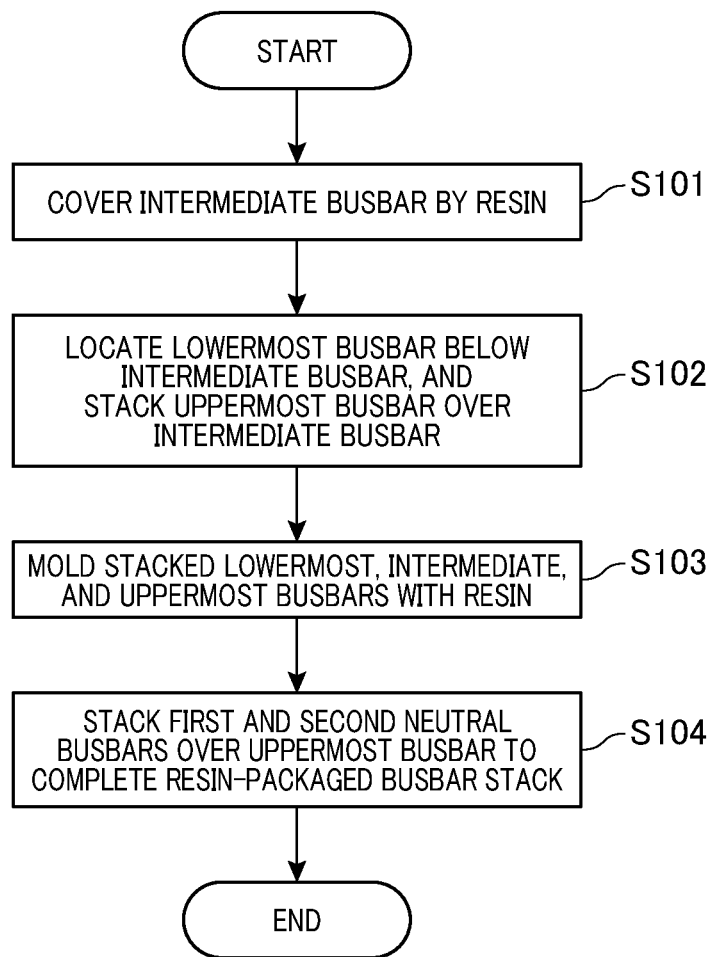 START
COVER INTERMEDIATE BUSBAR BY RESIN
S101
LOCATE LOWERMOST BUSBAR BELOW
INTERMEDIATE BUSBAR, AND
STACK UPPERMOST BUSBAR OVER
INTERMEDIATE BUSBAR
S102
MOLD STACKED LOWERMOST, INTERMEDIATE,
AND UPPERMOST BUSBARS WITH RESIN
S103
STACK FIRST AND SECOND NEUTRAL
BUSBARS OVER UPPERMOST BUSBAR TO
COMPLETE RESIN-PACKAGED BUSBAR STACK
S104
END